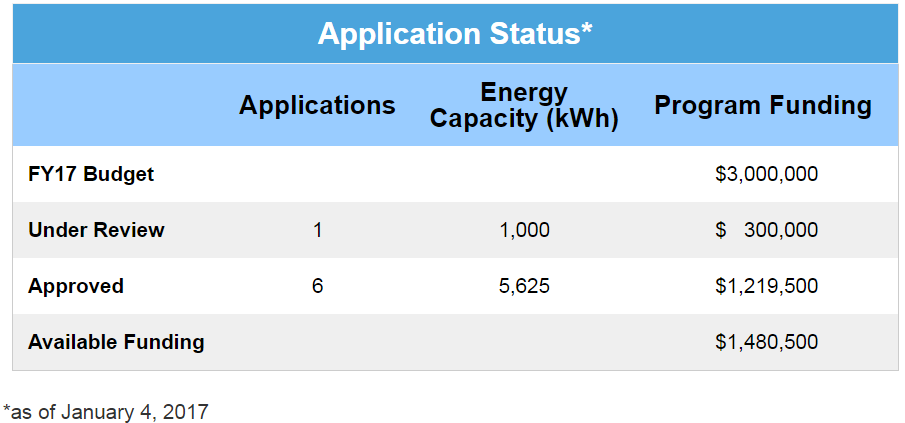 Application Status*
Applications Energy Capacity (kWh) Program Funding
FY17 Budget $3,000,000
Under Review 1 1,000 $ 300,000
Approved 6 5,625 $1,219,500
Available Funding $1,480,500
*as of January 4, 2017